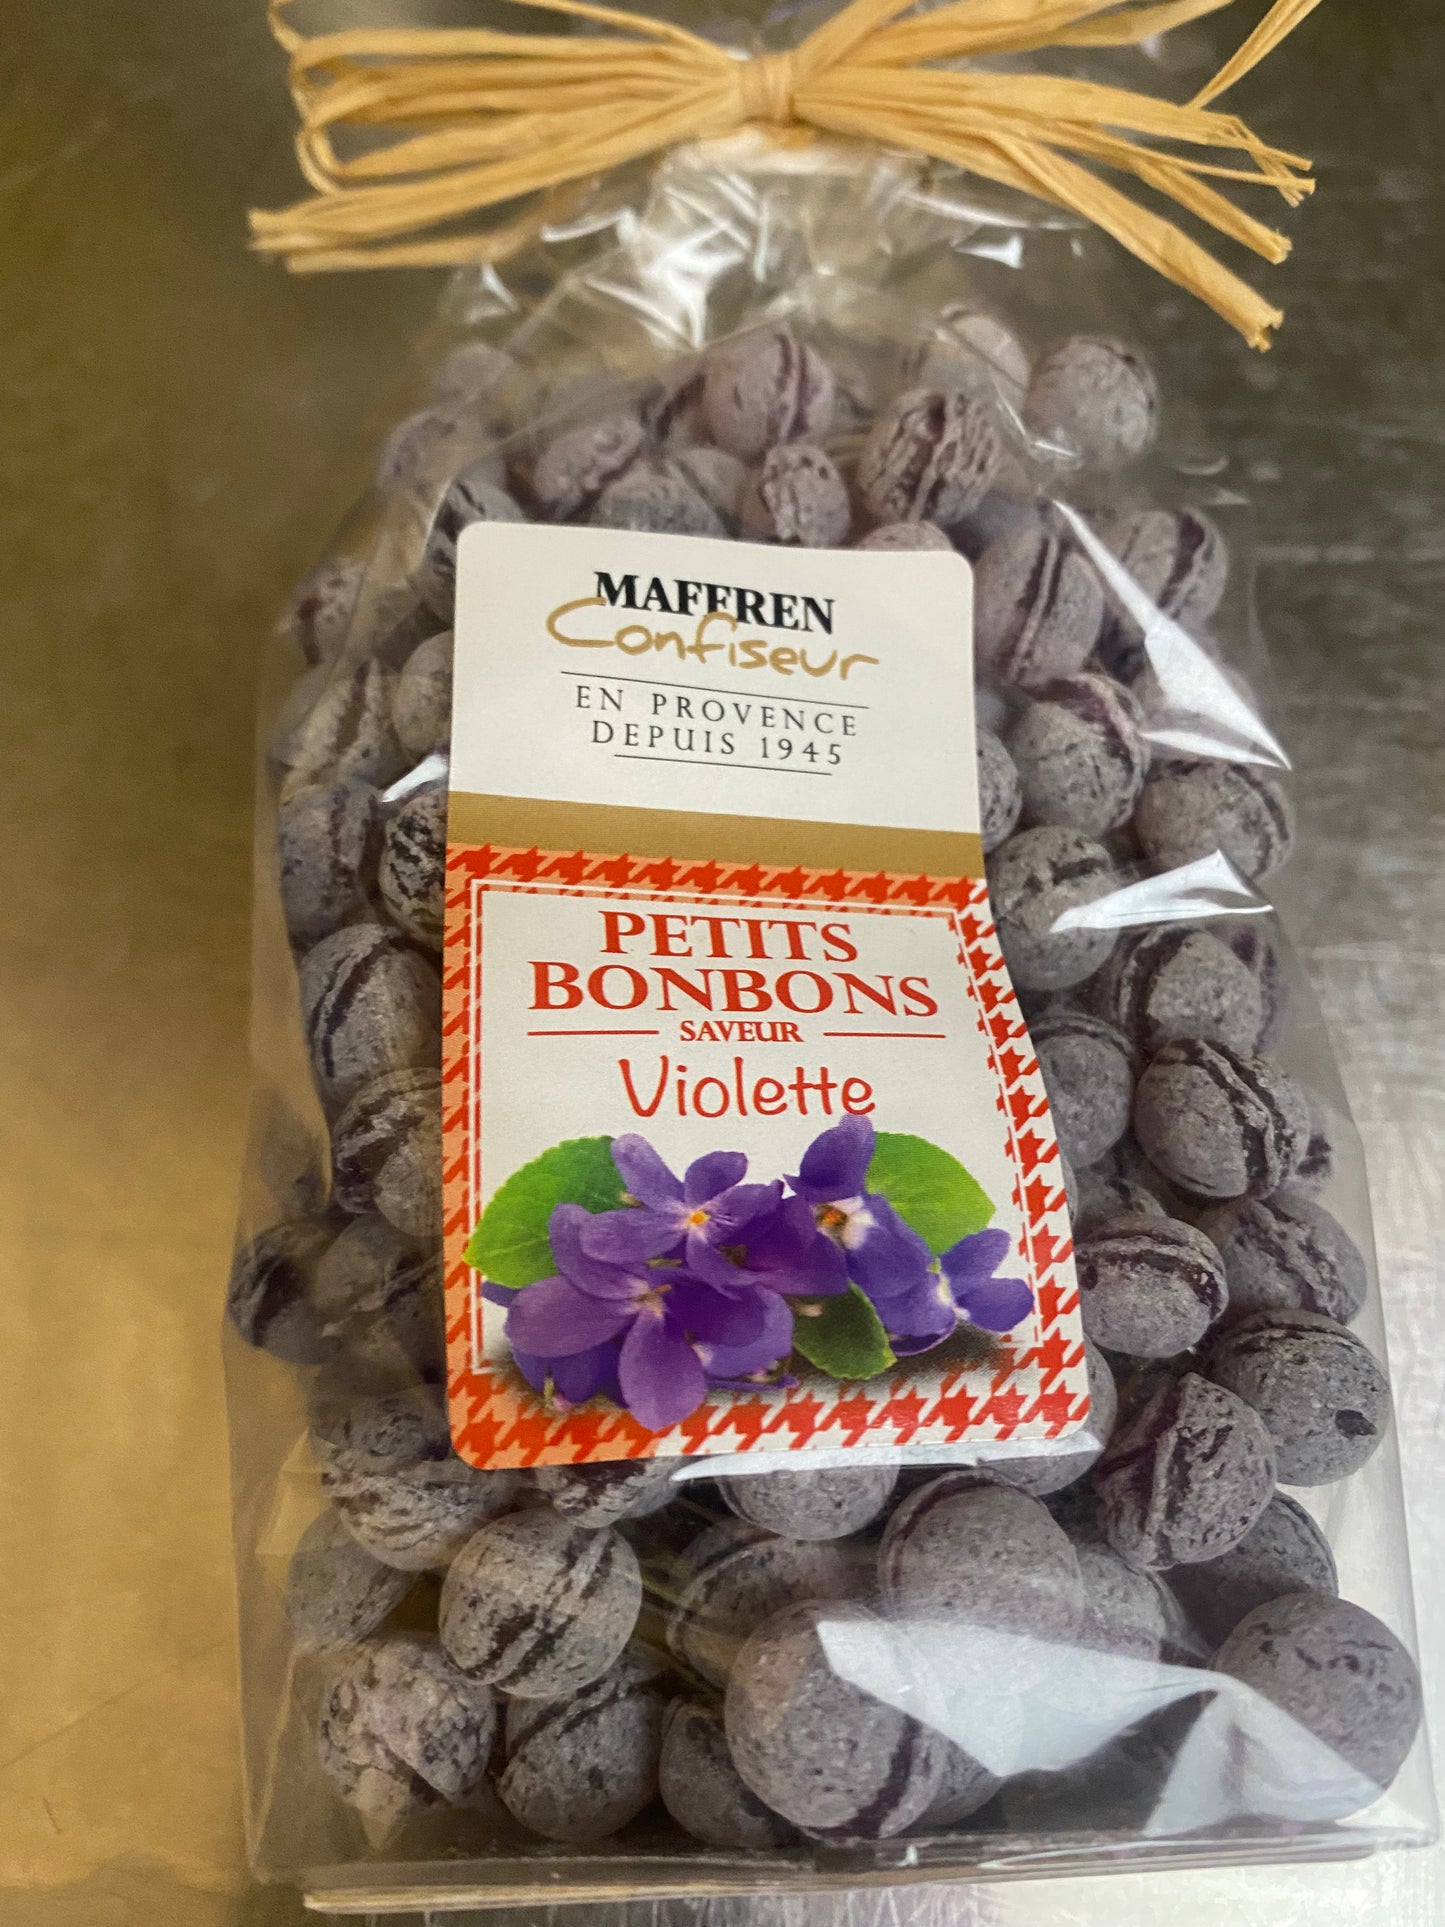 MAFFREN
Confiseur
EN PROVENCE
DEPUIS 1945
PETITS
BONBONS
SAVEUR
Violette